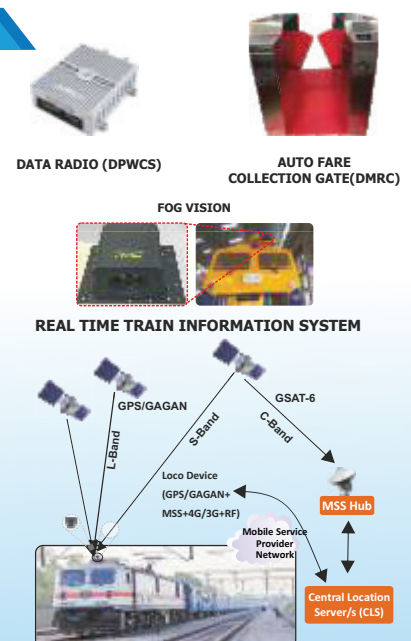 DATA RADIO (DPWCS)
AUTO FARE
COLLECTION GATE(DMRC)
FOG VISION
REAL TIME TRAIN INFORMATION SYSTEM
GPS/GAGAN
GSAT-6
L-Band
S-Band
C-Band
Loco Device
(GPS/GAGAN+
MSS+4G/3G+RF)
MSS Hub
Mobile Service
Provider
Network
Central Location
Server/s (CLS)